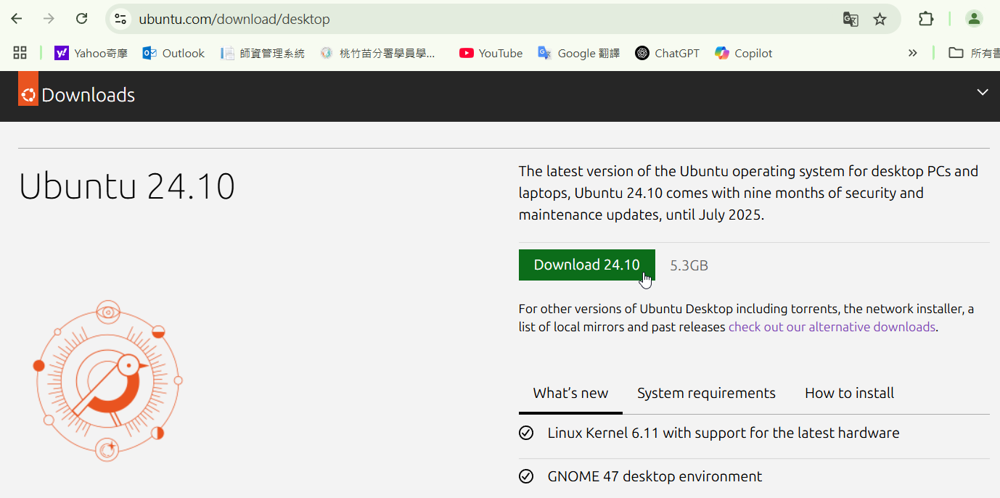 ubuntu.com/download/desktop
Yahoo奇摩 Outlook 師資管理系統 桃竹苗分署學員學... YouTube Google 翻譯 ChatGPT Copilot » 所有書
Downloads
Ubuntu 24.10
The latest version of the Ubuntu operating system for desktop PCs and
laptops, Ubuntu 24.10 comes with nine months of security and
maintenance updates, until July 2025.
Download 24.10 5.3GB
For other versions of Ubuntu Desktop including torrents, the network installer, a
list of local mirrors and past releases check out our alternative downloads.
What’s new System requirements How to install
Linux Kernel 6.11 with support for the latest hardware
GNOME 47 desktop environment